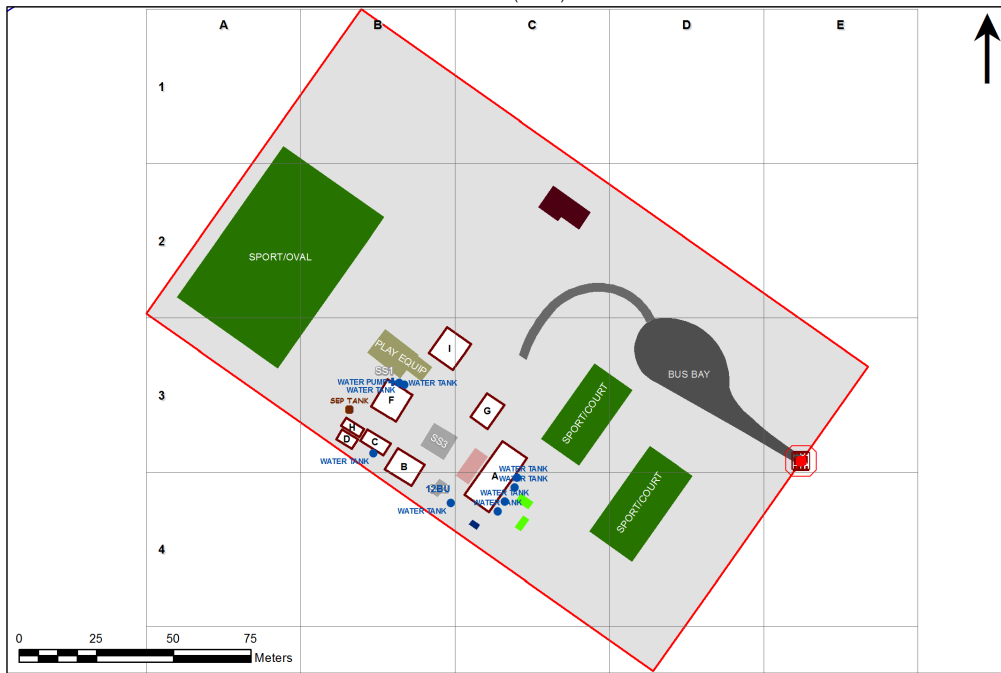 A
B
C
D
E
1
2
SPORT/OVAL
PLAY EQUIP
I
SS1
WATER PUMP
WATER TANK
WATER TANK
BUS BAY
3
SEP TANK
F
G
SPORT/COURT
H
D
C
SS3
WATER TANK
B
A
WATER TANK
WATER TANK
12BU
WATER TANK
WATER TANK
WATER TANK
SPORT/COURT
4
0
25
50
75
Meters